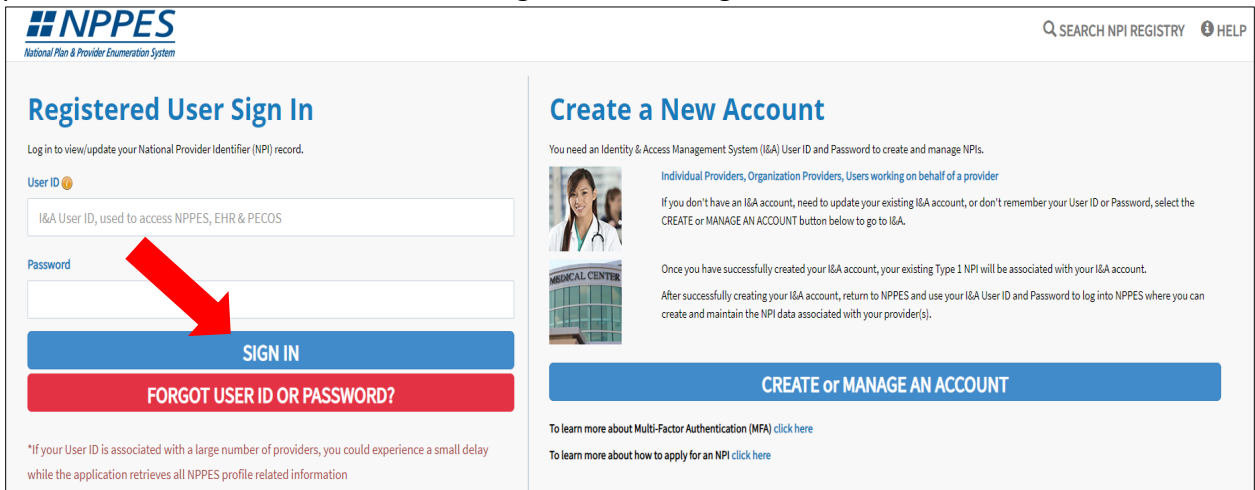 NPPES
National Plan & Provider Enumeration System
SEARCH NPI REGISTRY
HELP
Registered User Sign In
Log in to view/update your National Provider Identifier (NPI) record.
User ID
I&A User ID, used to access NPPES, EHR & PECOS
Password
SIGN IN
FORGOT USER ID OR PASSWORD?
*If your User ID is associated with a large number of providers, you could experience a small delay
while the application retrieves all NPPES profile related information
Create a New Account
You need an Identity & Access Management System (I&A) User ID and Password to create and manage NPIs.
Individual Providers, Organization Providers, Users working on behalf of a provider
If you don't have an I&A account, need to update your existing I&A account, or don't remember your User ID or Password, select the
CREATE or MANAGE AN ACCOUNT button below to go to I&A.
MEDICAL CENTER
Once you have successfully created your I&A account, your existing Type 1 NPI will be associated with your I&A account.
After successfully creating your I&A account, return to NPPES and use your I&A User ID and Password to log into NPPES where you can
create and maintain the NPI data associated with your provider(s).
CREATE or MANAGE AN ACCOUNT
To learn more about Multi-Factor Authentication (MFA) click here
To learn more about how to apply for an NPI click here